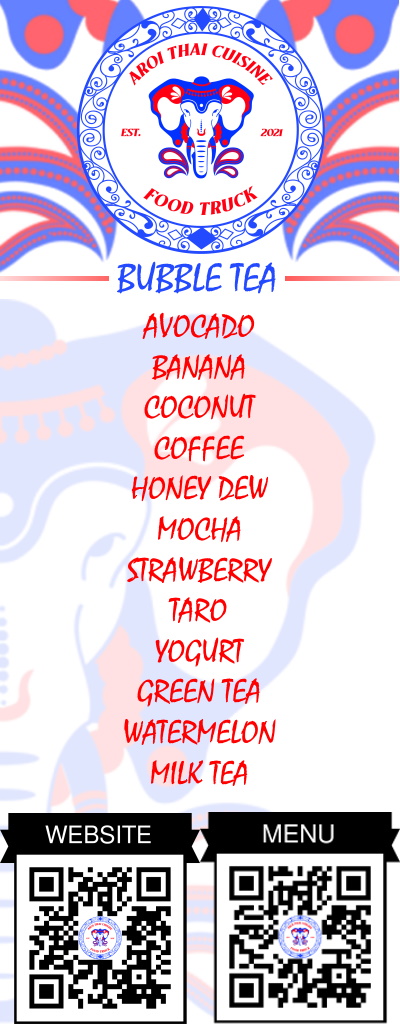 AROI THAI CUISINE
EST. 2021
FOOD TRUCK
BUBBLE TEA
AVOCADO
BANANA
COCONUT
COFFEE
HONEY DEW
MOCHA
STRAWBERRY
TARO
YOGURT
GREEN TEA
WATERMELON
MILK TEA
WEBSITE MENU